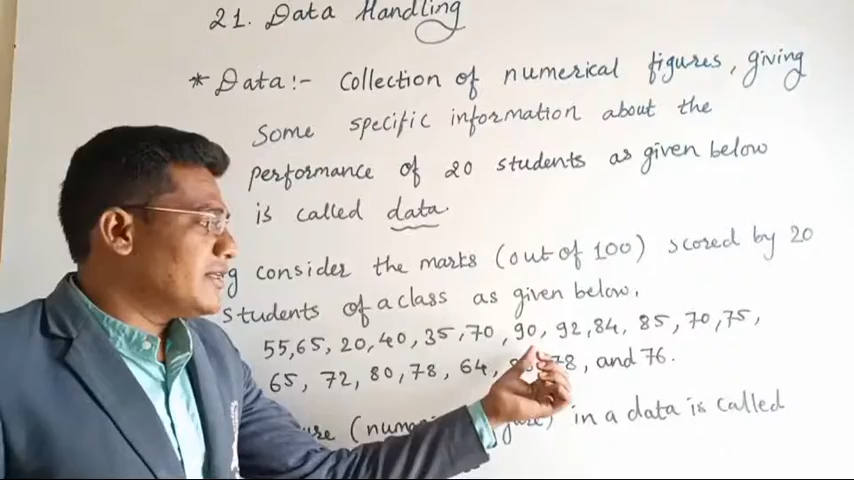 21. Data Handling
* Data :- Collection of numerical figures, giving
Some specific information about the
performance of 20 students as given below
is called data.
consider the marks (out of 100) scored by 20
students of a class as given below,
55, 65, 20, 40, 35, 70, 90, 92, 84, 85, 70, 75,
65, 72, 80, 78, 64, 78, and 76.
in a data is called